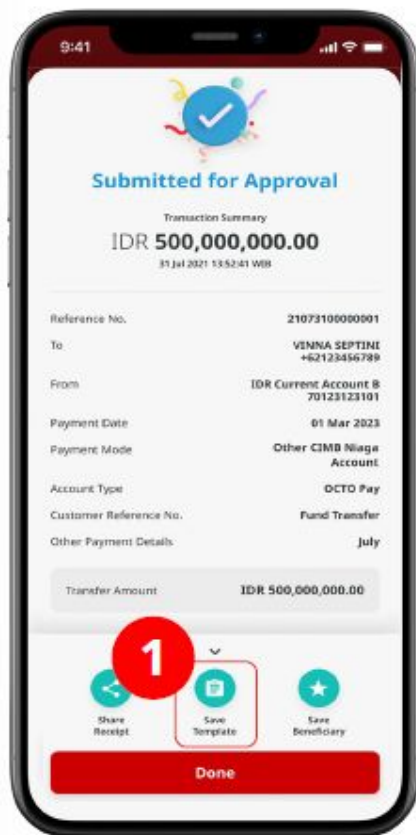 9:41
Submitted for Approval
Transaction Summary
IDR 500,000,000.00
31 Jul 2021 13:52:41 WIB
Reference No. 21073100000001
To VINNA SEPTINI
+62123456789
From IDR Current Account B
70123123101
Payment Date 01 Mar 2023
Payment Mode Other CIMB Niaga
Account
Account Type OCTO Pay
Customer Reference No. Fund Transfer
Other Payment Details July
Transfer Amount IDR 500,000,000.00
1
Share
Receipt
Save
Template
Save
Beneficiary
Done